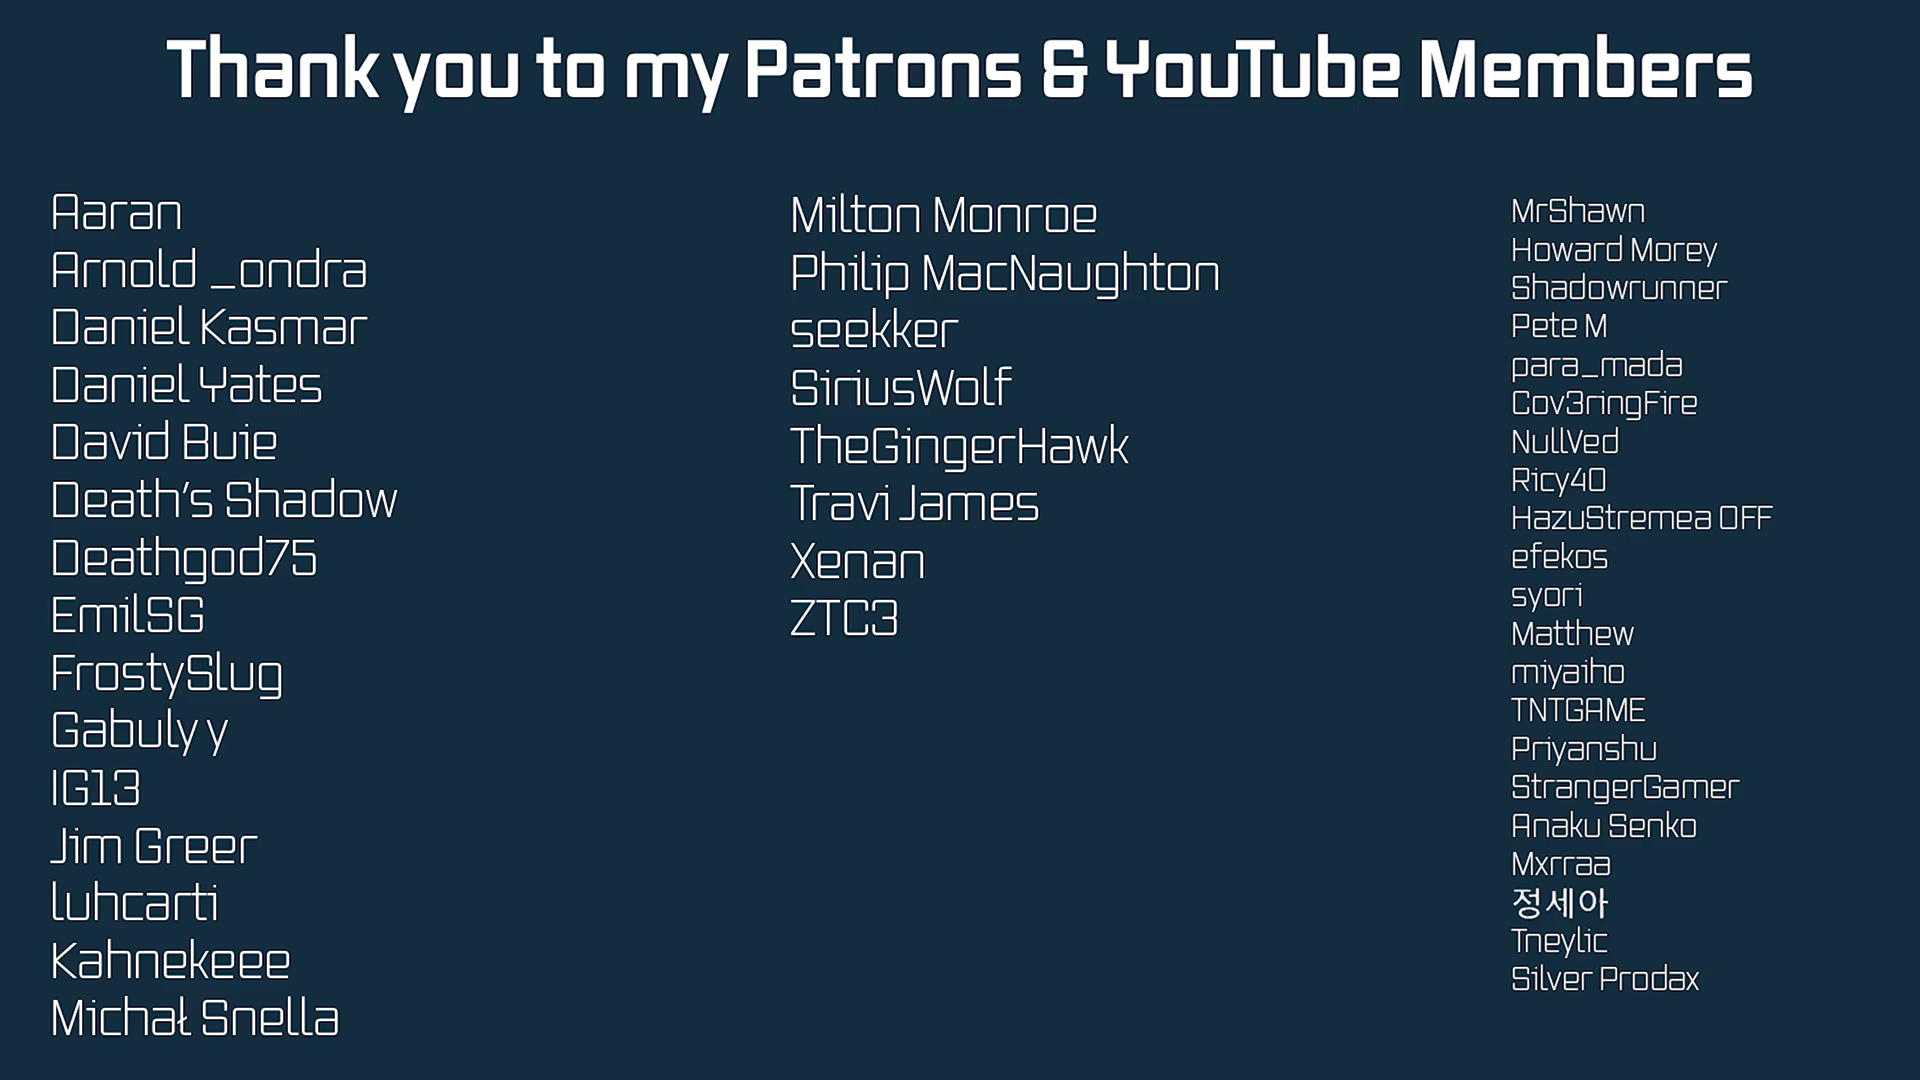 Thank you to my Patrons & YouTube Members
Aaran
Arnold _ondra
Daniel Kasmar
Daniel Yates
David Buie
Death's Shadow
Deathgod75
EmilSG
FrostySlug
Gabuly y
IG13
Jim Greer
luhcarti
Kahnekeee
Michał Snella
Milton Monroe
Philip MacNaughton
seekker
SiriusWolf
TheGingerHawk
Travi James
Xenan
ZTC3
MrShawn
Howard Morey
Shadowrunner
Pete M
para_mada
Cov3ringFire
NullVed
Ricy40
HazuStremea OFF
efekos
syori
Matthew
miyaiho
TNTGAME
Priyanshu
StrangerGamer
Anaku Senko
Mxrraa
정세아
Tneylic
Silver Prodax